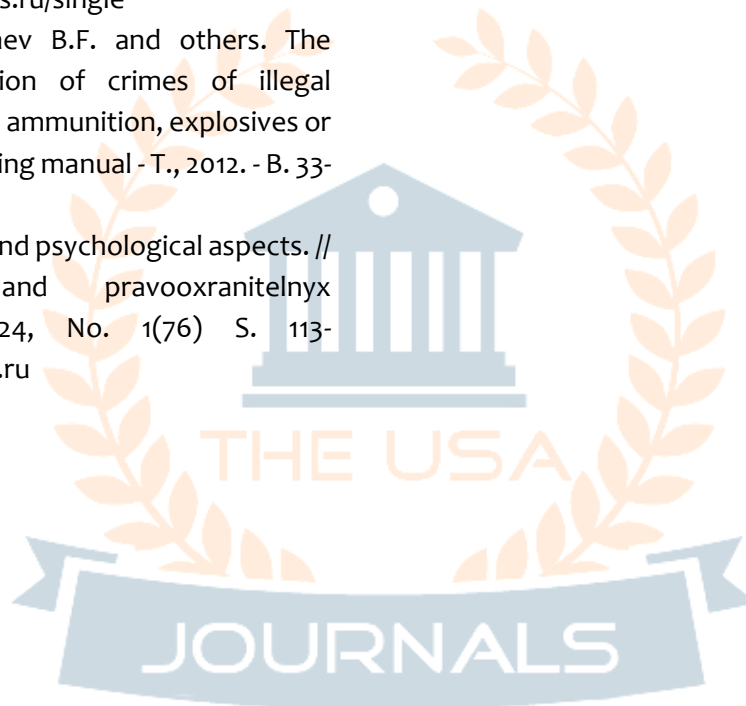 s.ru/single
ev B.F. and others. The
ion of crimes of illegal
ammunition, explosives or
ing manual - T., 2012. - B. 33-
nd psychological aspects. //
and pravooxranitelnyx
24, No. 1(76) S. 113-
.ru
THE USA
JOURNALS